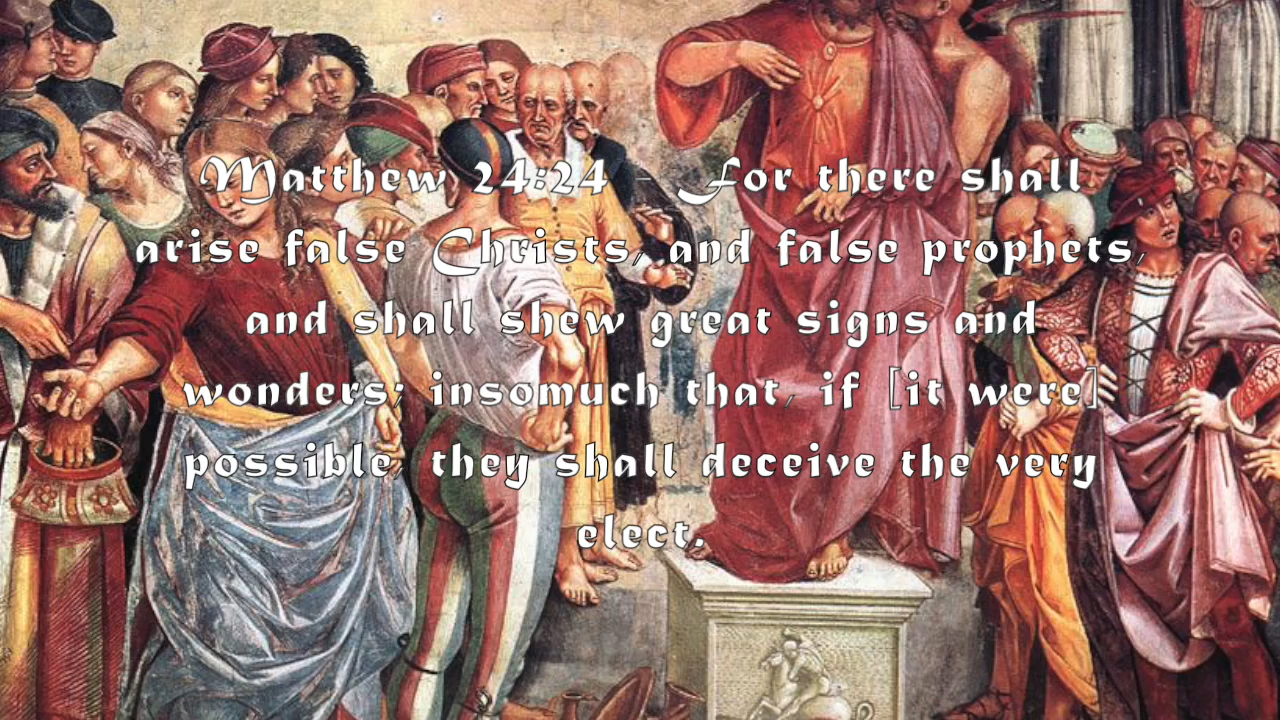 Matthew 24:24 - For there shall
arise false Christs, and false prophets,
and shall shew great signs and
wonders; insomuch that, if [it were]
possible, they shall deceive the very
elect.